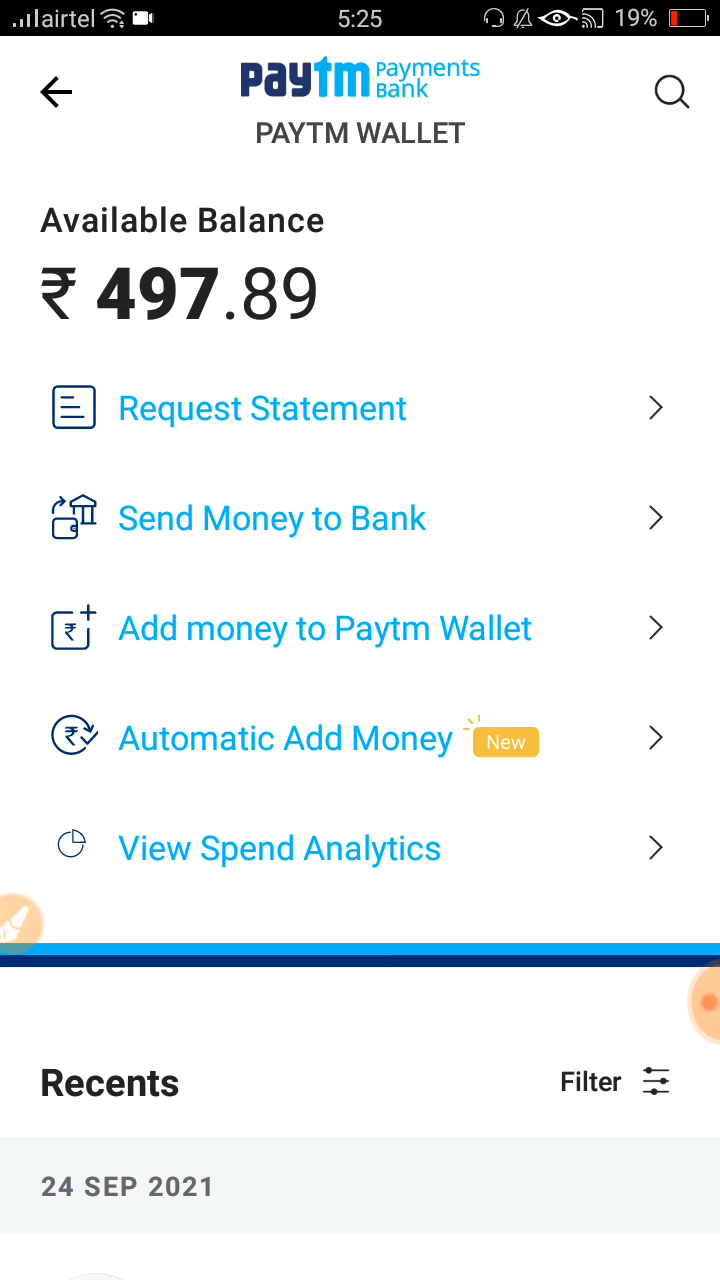 airtel 5:25 19%
paytm Payments Bank
PAYTM WALLET
Available Balance
₹ 497.89
Request Statement
Send Money to Bank
₹ Add money to Paytm Wallet
₹ Automatic Add Money New
View Spend Analytics
Recents Filter
24 SEP 2021